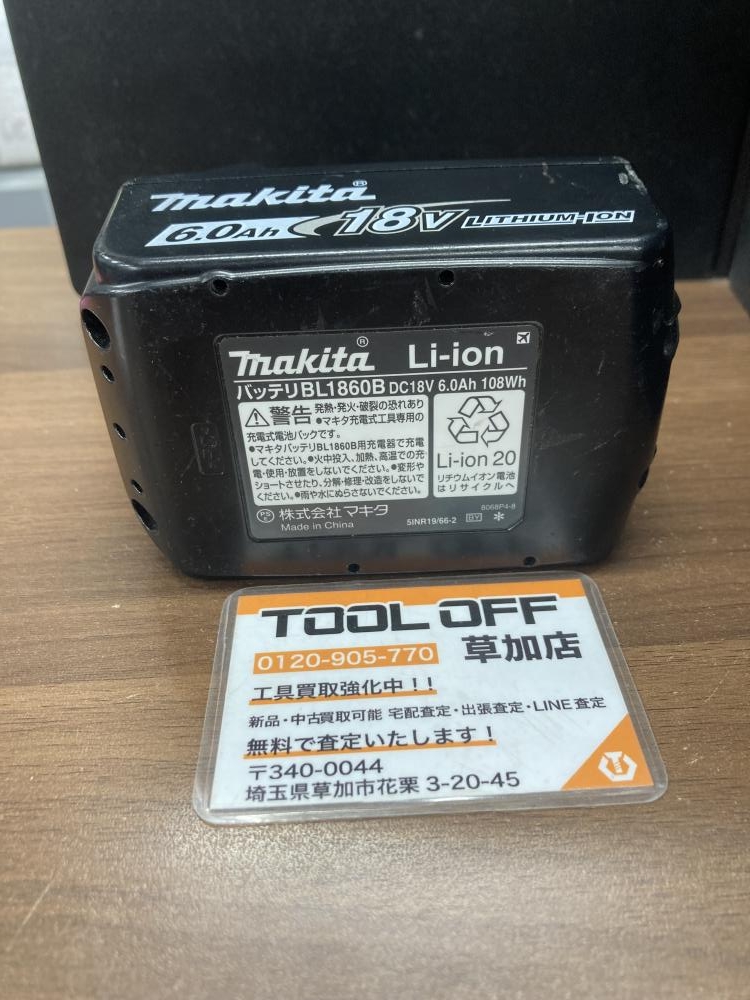 makita®
6.0Ah 18V LITHIUM-ION
makita® Li-ion
バッテリBL1860B DC18V 6.0Ah 108Wh
警告 発熱・発火・破裂の恐れあり
●マキタ充電式工具専用の
充電式電池パックです。
●マキタバッテリBL1860B用充電器で充電
してください。●火中投入、加熱、高温での充
電・使用・放置をしないでください。●変形や
ショートさせたり、分解・修理・改造をしないで
ください。●雨や水にぬらさないでください。
Li-ion 20
リチウムイオン電池
はリサイクルへ
PS E 株式会社 マキタ
Made in China
5INR19/66-2 BY ✻
8068P4-8
TOOL OFF
0120-905-770 草加店
工具買取強化中!!
新品・中古買取可能 宅配査定・出張査定・LINE査定
無料で査定いたします!
〒340-0044
埼玉県草加市花栗 3-20-45